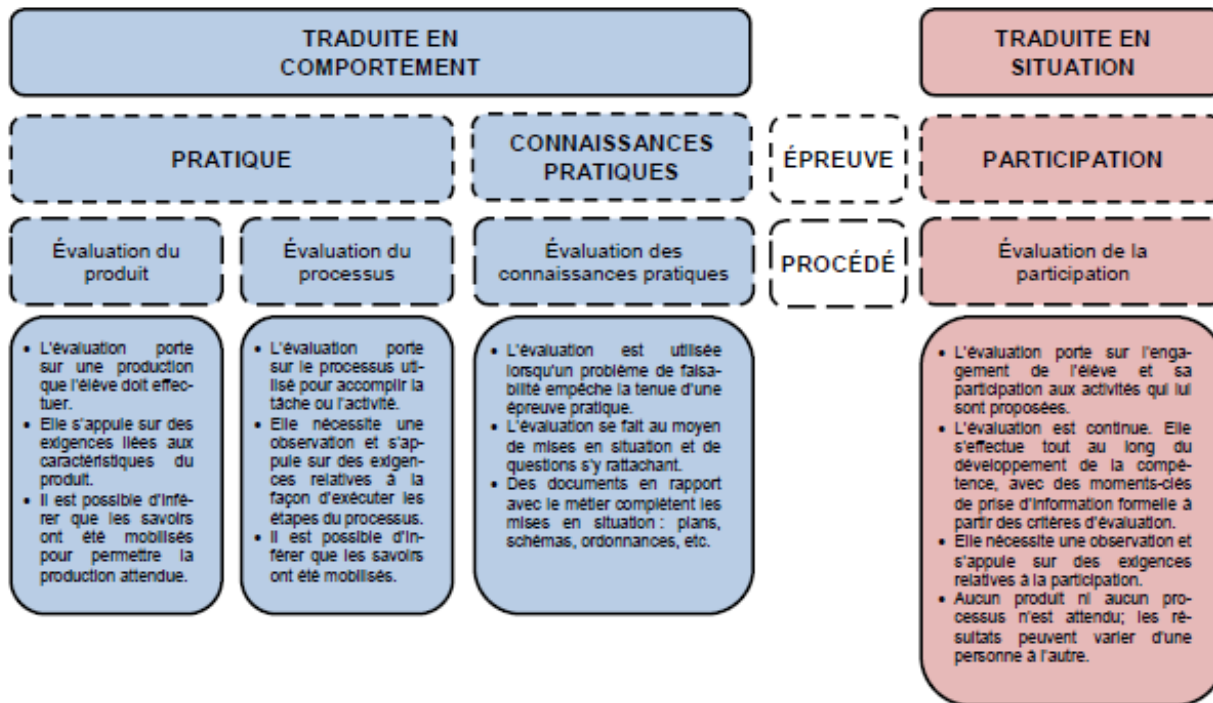 TRADUITE EN
COMPORTEMENT
TRADUITE EN
SITUATION
PRATIQUE
CONNAISSANCES
PRATIQUES
ÉPREUVE
PARTICIPATION
Évaluation du
produit
Évaluation du
processus
Évaluation des
connaissances pratiques
PROCÉDÉ
Évaluation de la
participation
• L'évaluation porte
sur une production
que l'élève doit effec-
tuer.
• Elle s'appuie sur des
exigences liées aux
caractéristiques du
produit.
• Il est possible d'infé-
rer que les savoirs
ont été mobilisés
pour permettre la
production attendue.
• L'évaluation porte
sur le processus uti-
lisé pour accomplir la
tâche ou l'activité.
• Elle nécessite une
observation et s'ap-
puie sur des exigen-
ces relatives à la
façon d'exécuter les
étapes du processus.
• Il est possible d'in-
férer que les savoirs
ont été mobilisés.
• L'évaluation est utilisée
lorsqu'un problème de faisa-
bilité empêche la tenue d'une
épreuve pratique.
• L'évaluation se fait au moyen
de mises en situation et de
questions s'y rattachant.
• Des documents en rapport
avec le métier complètent les
mises en situation : plans,
schémas, ordonnances, etc.
• L'évaluation porte sur l'enga-
gement de l'élève et sa
participation aux activités qui lui
sont proposées.
• L'évaluation est continue. Elle
s'effectue tout au long du
développement de la compé-
tence, avec des moments-clés
de prise d'information formelle à
partir des critères d'évaluation.
• Elle nécessite une observation et
s'appuie sur des exigences
relatives à la participation.
• Aucun produit ni aucun pro-
cessus n'est attendu; les ré-
sultats peuvent varier d'une
personne à l'autre.